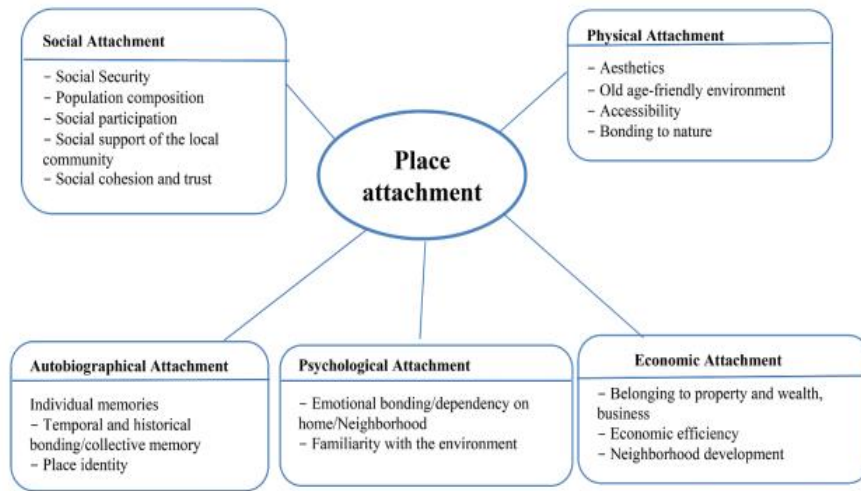 Social Attachment
– Social Security
– Population composition
– Social participation
– Social support of the local
community
– Social cohesion and trust
Physical Attachment
– Aesthetics
– Old age-friendly environment
– Accessibility
– Bonding to nature
Place
attachment
Autobiographical Attachment
Individual memories
– Temporal and historical
bonding/collective memory
– Place identity
Psychological Attachment
– Emotional bonding/dependency on
home/Neighborhood
– Familiarity with the environment
Economic Attachment
– Belonging to property and wealth,
business
– Economic efficiency
– Neighborhood development